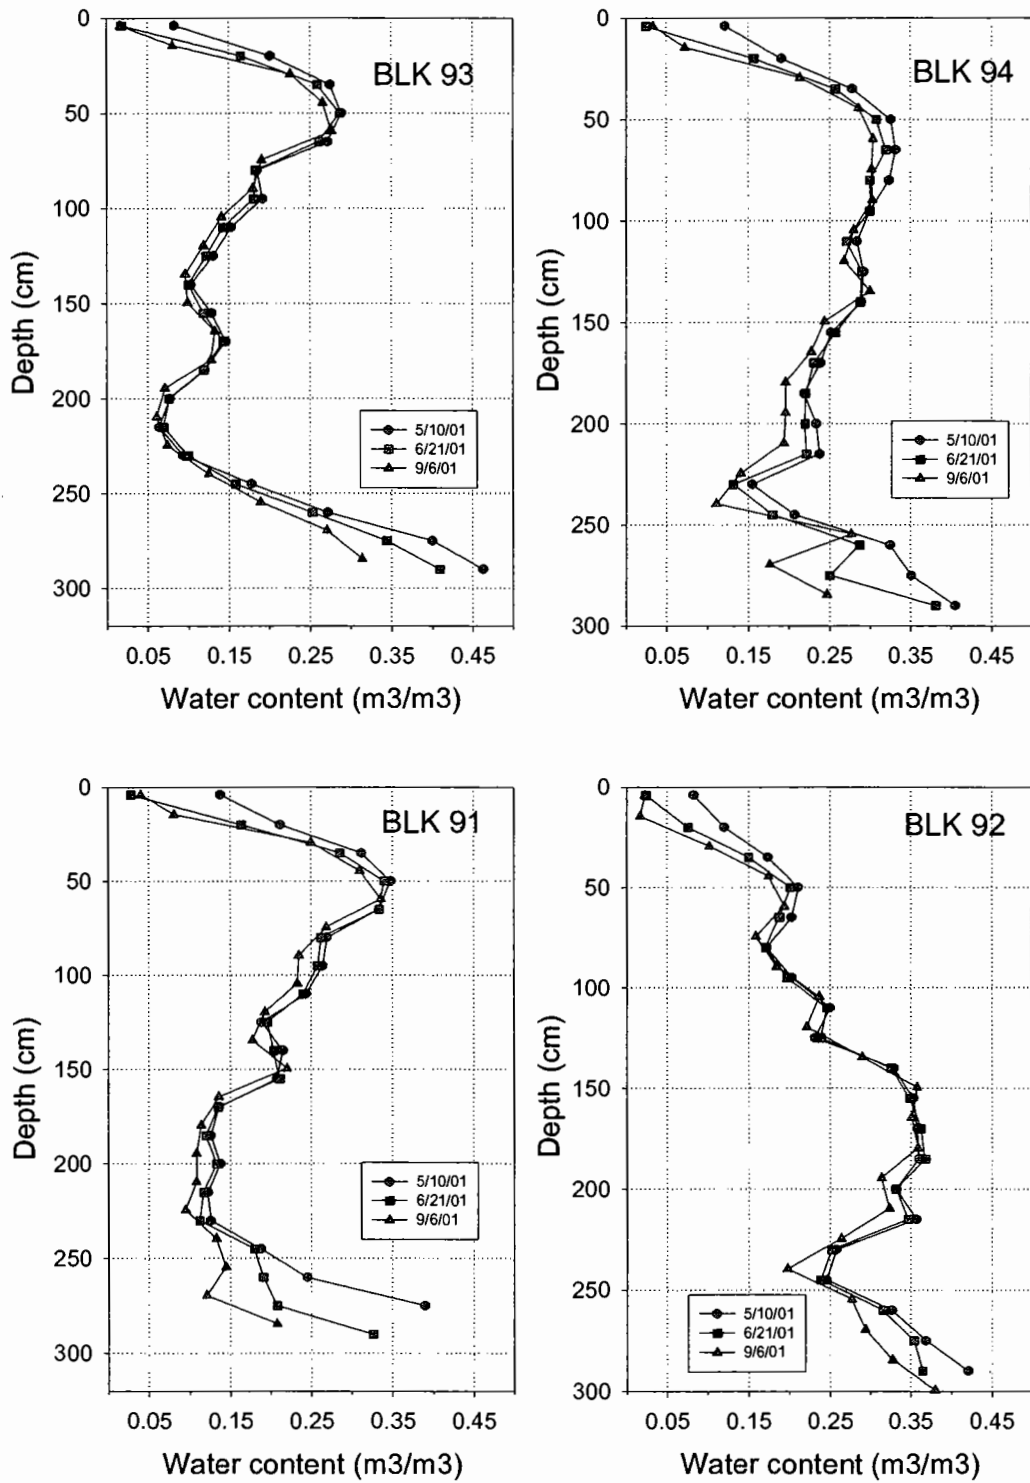 0
50
100
150
200
250
300
Depth (cm)
BLK 93
5/10/01
6/21/01
9/6/01
0.05 0.15 0.25 0.35 0.45
Water content (m3/m3)
0
50
100
150
200
250
300
Depth (cm)
BLK 94
5/10/01
6/21/01
9/6/01
0.05 0.15 0.25 0.35 0.45
Water content (m3/m3)
0
50
100
150
200
250
300
Depth (cm)
BLK 91
5/10/01
6/21/01
9/6/01
0.05 0.15 0.25 0.35 0.45
Water content (m3/m3)
0
50
100
150
200
250
300
Depth (cm)
BLK 92
5/10/01
6/21/01
9/6/01
0.05 0.15 0.25 0.35 0.45
Water content (m3/m3)